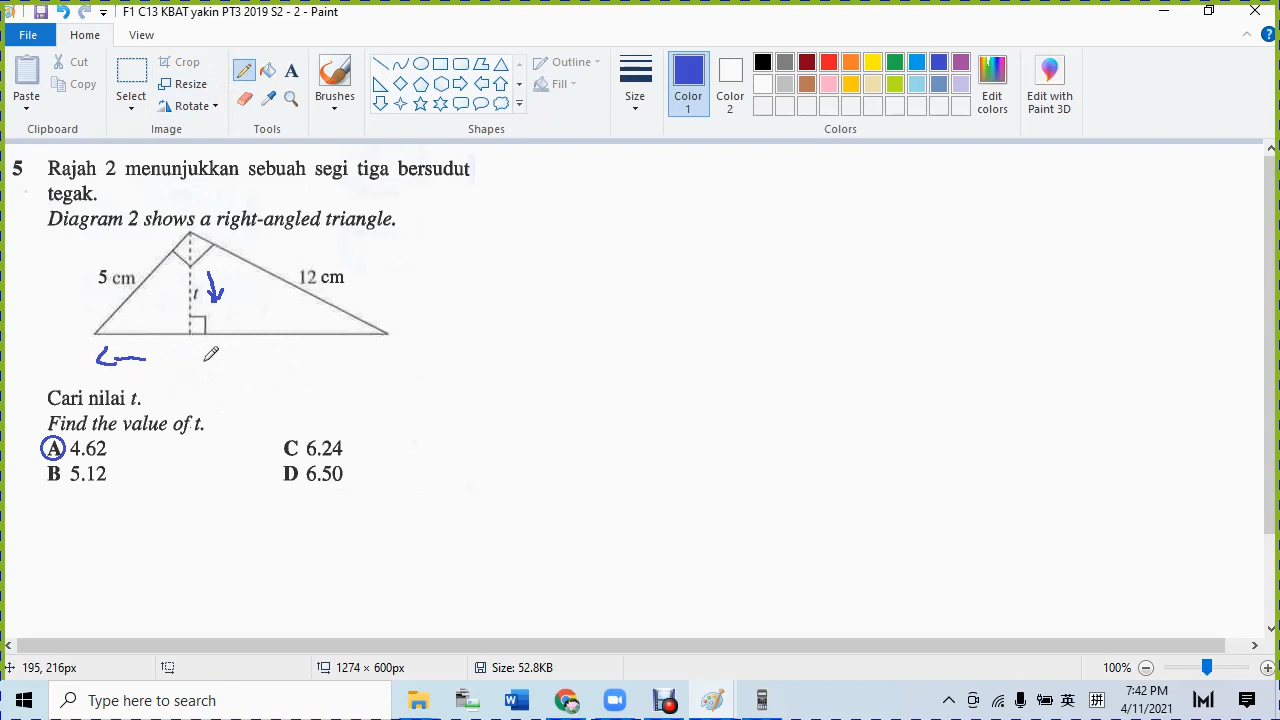 F1 C13 KBAT yakin PT3 2019 S2 - 2 - Paint
File Home View
Paste
Cut
Copy
Clipboard
Select
Crop
Resize
Rotate
Image
A
Tools
Brushes
Shapes
Outline
Fill
Size
Color
1
Color
2
Colors
Edit
colors
Edit with
Paint 3D
5 Rajah 2 menunjukkan sebuah segi tiga bersudut
tegak.
Diagram 2 shows a right-angled triangle.
5 cm
t
12 cm
Cari nilai t.
Find the value of t.
A 4.62 C 6.24
B 5.12 D 6.50
195, 216px 1274 × 600px Size: 52.8KB 100%
Type here to search
英
拼
7:42 PM
4/11/2021